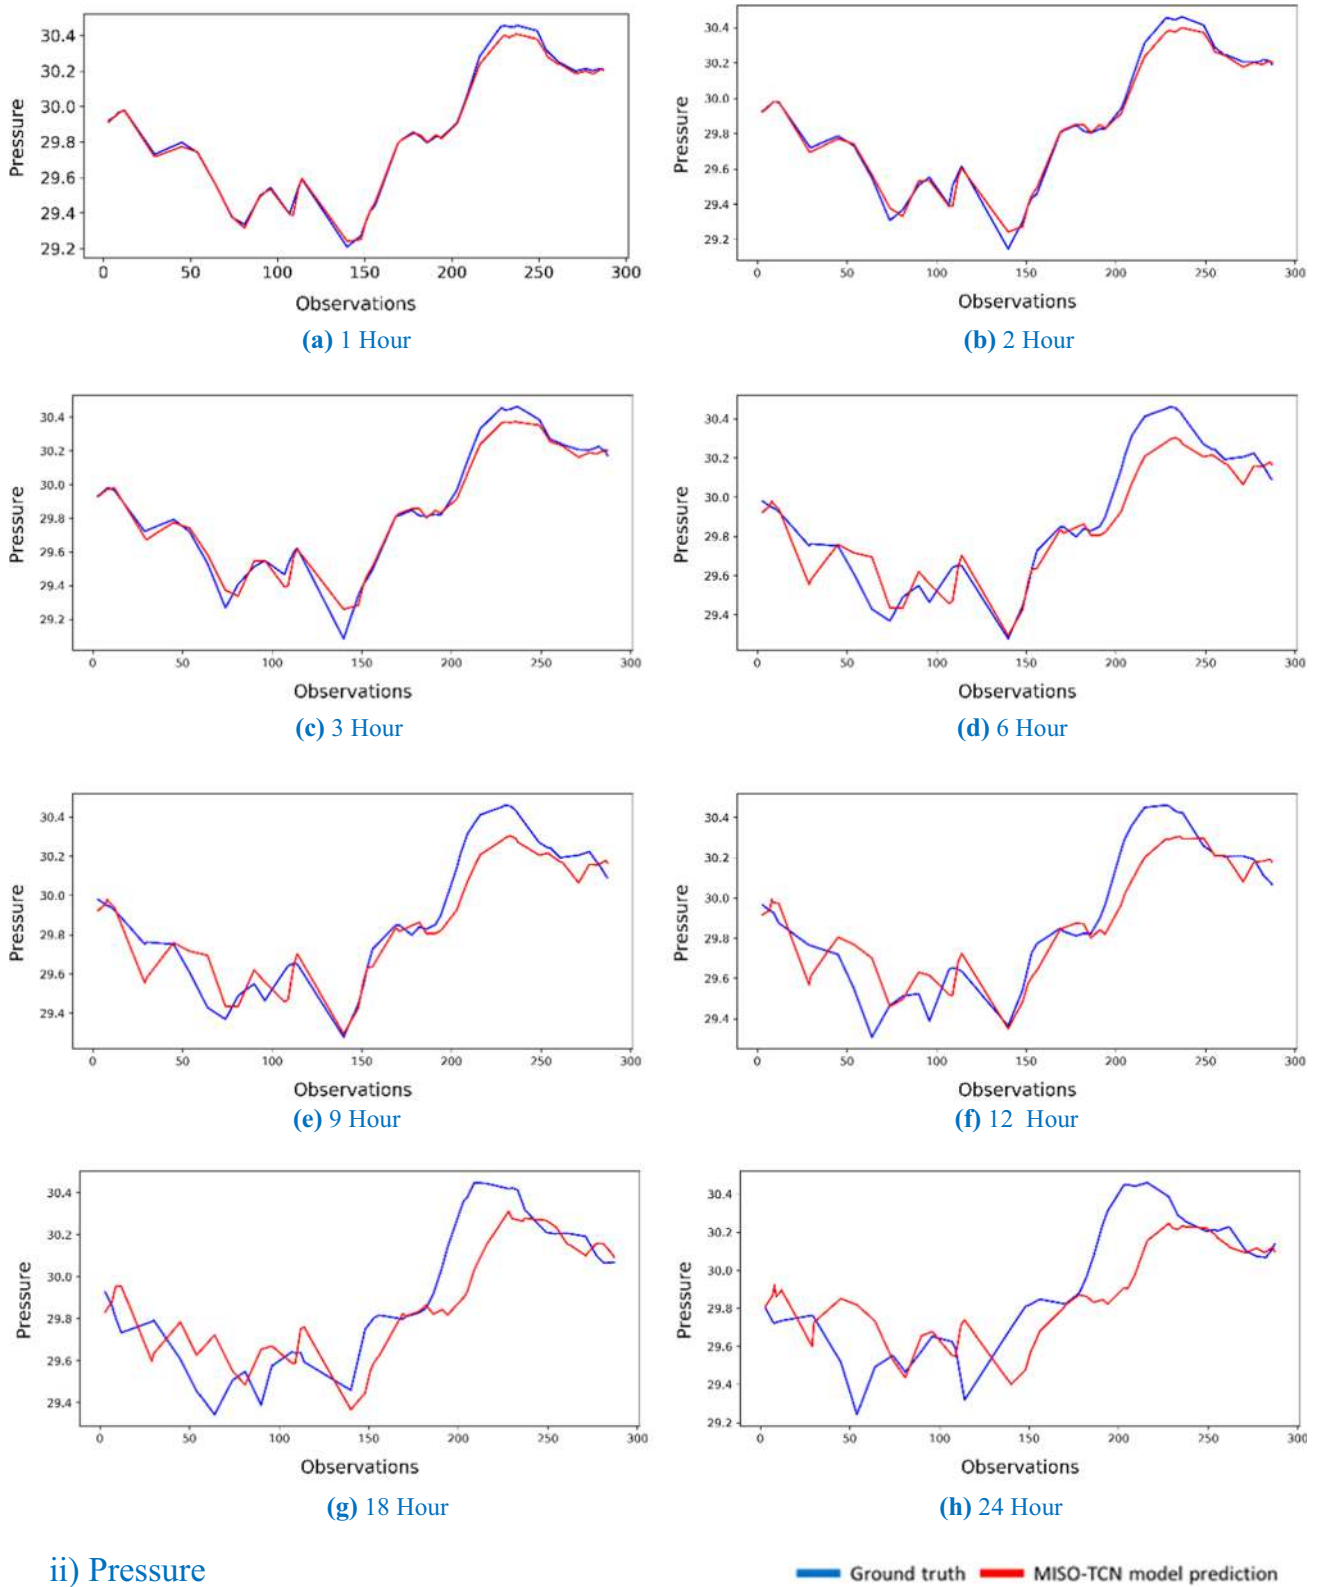 30.4
30.2
30.0
29.8
29.6
29.4
29.2
Pressure
0 50 100 150 200 250 300
Observations
(a) 1 Hour
30.4
30.2
30.0
29.8
29.6
29.4
29.2
Pressure
0 50 100 150 200 250 300
Observations
(b) 2 Hour
30.4
30.2
30.0
29.8
29.6
29.4
29.2
Pressure
0 50 100 150 200 250 300
Observations
(c) 3 Hour
30.4
30.2
30.0
29.8
29.6
29.4
Pressure
0 50 100 150 200 250 300
Observations
(d) 6 Hour
30.4
30.2
30.0
29.8
29.6
29.4
Pressure
0 50 100 150 200 250 300
Observations
(e) 9 Hour
30.4
30.2
30.0
29.8
29.6
29.4
Pressure
0 50 100 150 200 250 300
Observations
(f) 12 Hour
30.4
30.2
30.0
29.8
29.6
29.4
Pressure
0 50 100 150 200 250 300
Observations
(g) 18 Hour
30.4
30.2
30.0
29.8
29.6
29.4
29.2
Pressure
0 50 100 150 200 250 300
Observations
(h) 24 Hour
ii) Pressure
Ground truth MISO-TCN model prediction